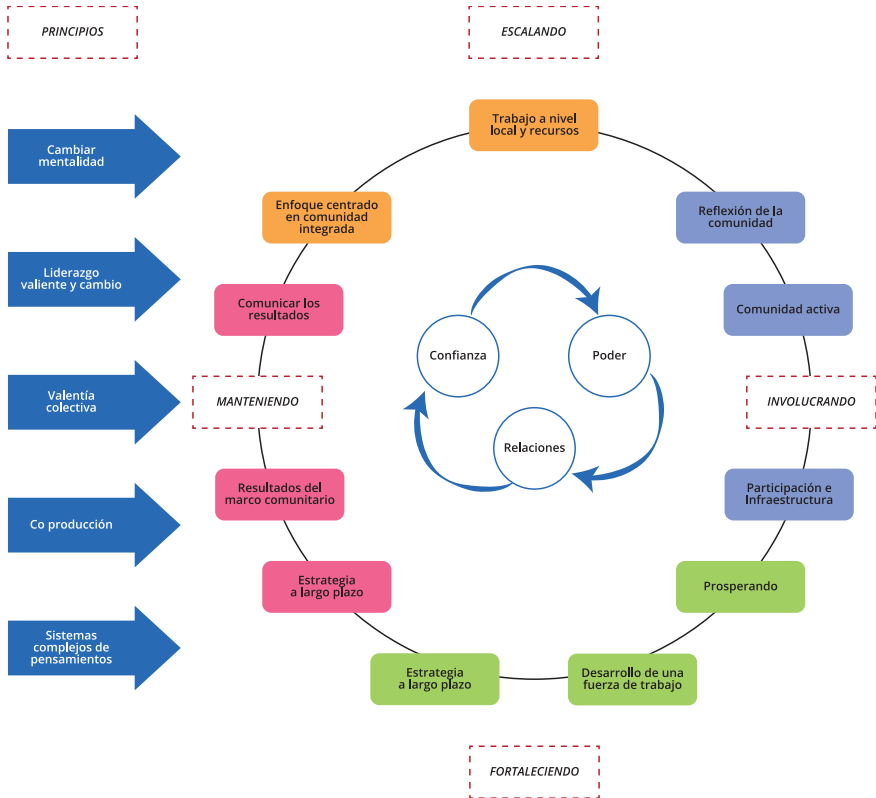 PRINCIPIOS
ESCALANDO
Cambiar
mentalidad
Liderazgo
valiente y cambio
Valentía
colectiva
Co producción
Sistemas
complejos de
pensamientos
Trabajo a nivel
local y recursos
Reflexión de la
comunidad
Comunidad activa
INVOLUCRANDO
Participación e
Infraestructura
Prosperando
Desarrollo de una
fuerza de trabajo
FORTALECIENDO
Estrategia
a largo plazo
Estrategia
a largo plazo
Resultados del
marco comunitario
MANTENIENDO
Comunicar los
resultados
Enfoque centrado
en comunidad
integrada
Confianza
Poder
Relaciones